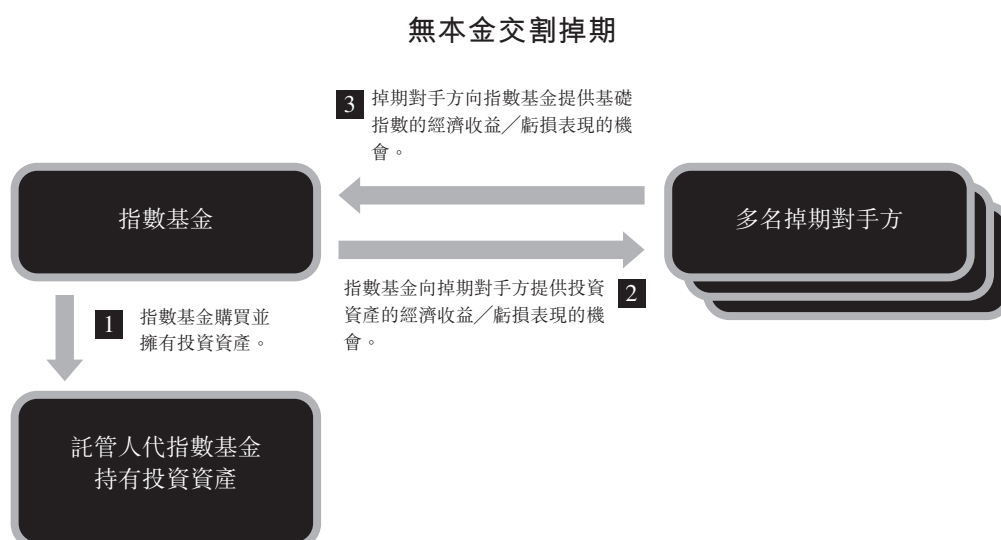 無本金交割掉期
3
掉期對手方向指數基金提供基礎
指數的經濟收益／虧損表現的機
會。
指數基金
多名掉期對手方
指數基金向掉期對手方提供投資
資產的經濟收益／虧損表現的機
會。
2
1
指數基金購買並
擁有投資資產。
託管人代指數基金
持有投資資產